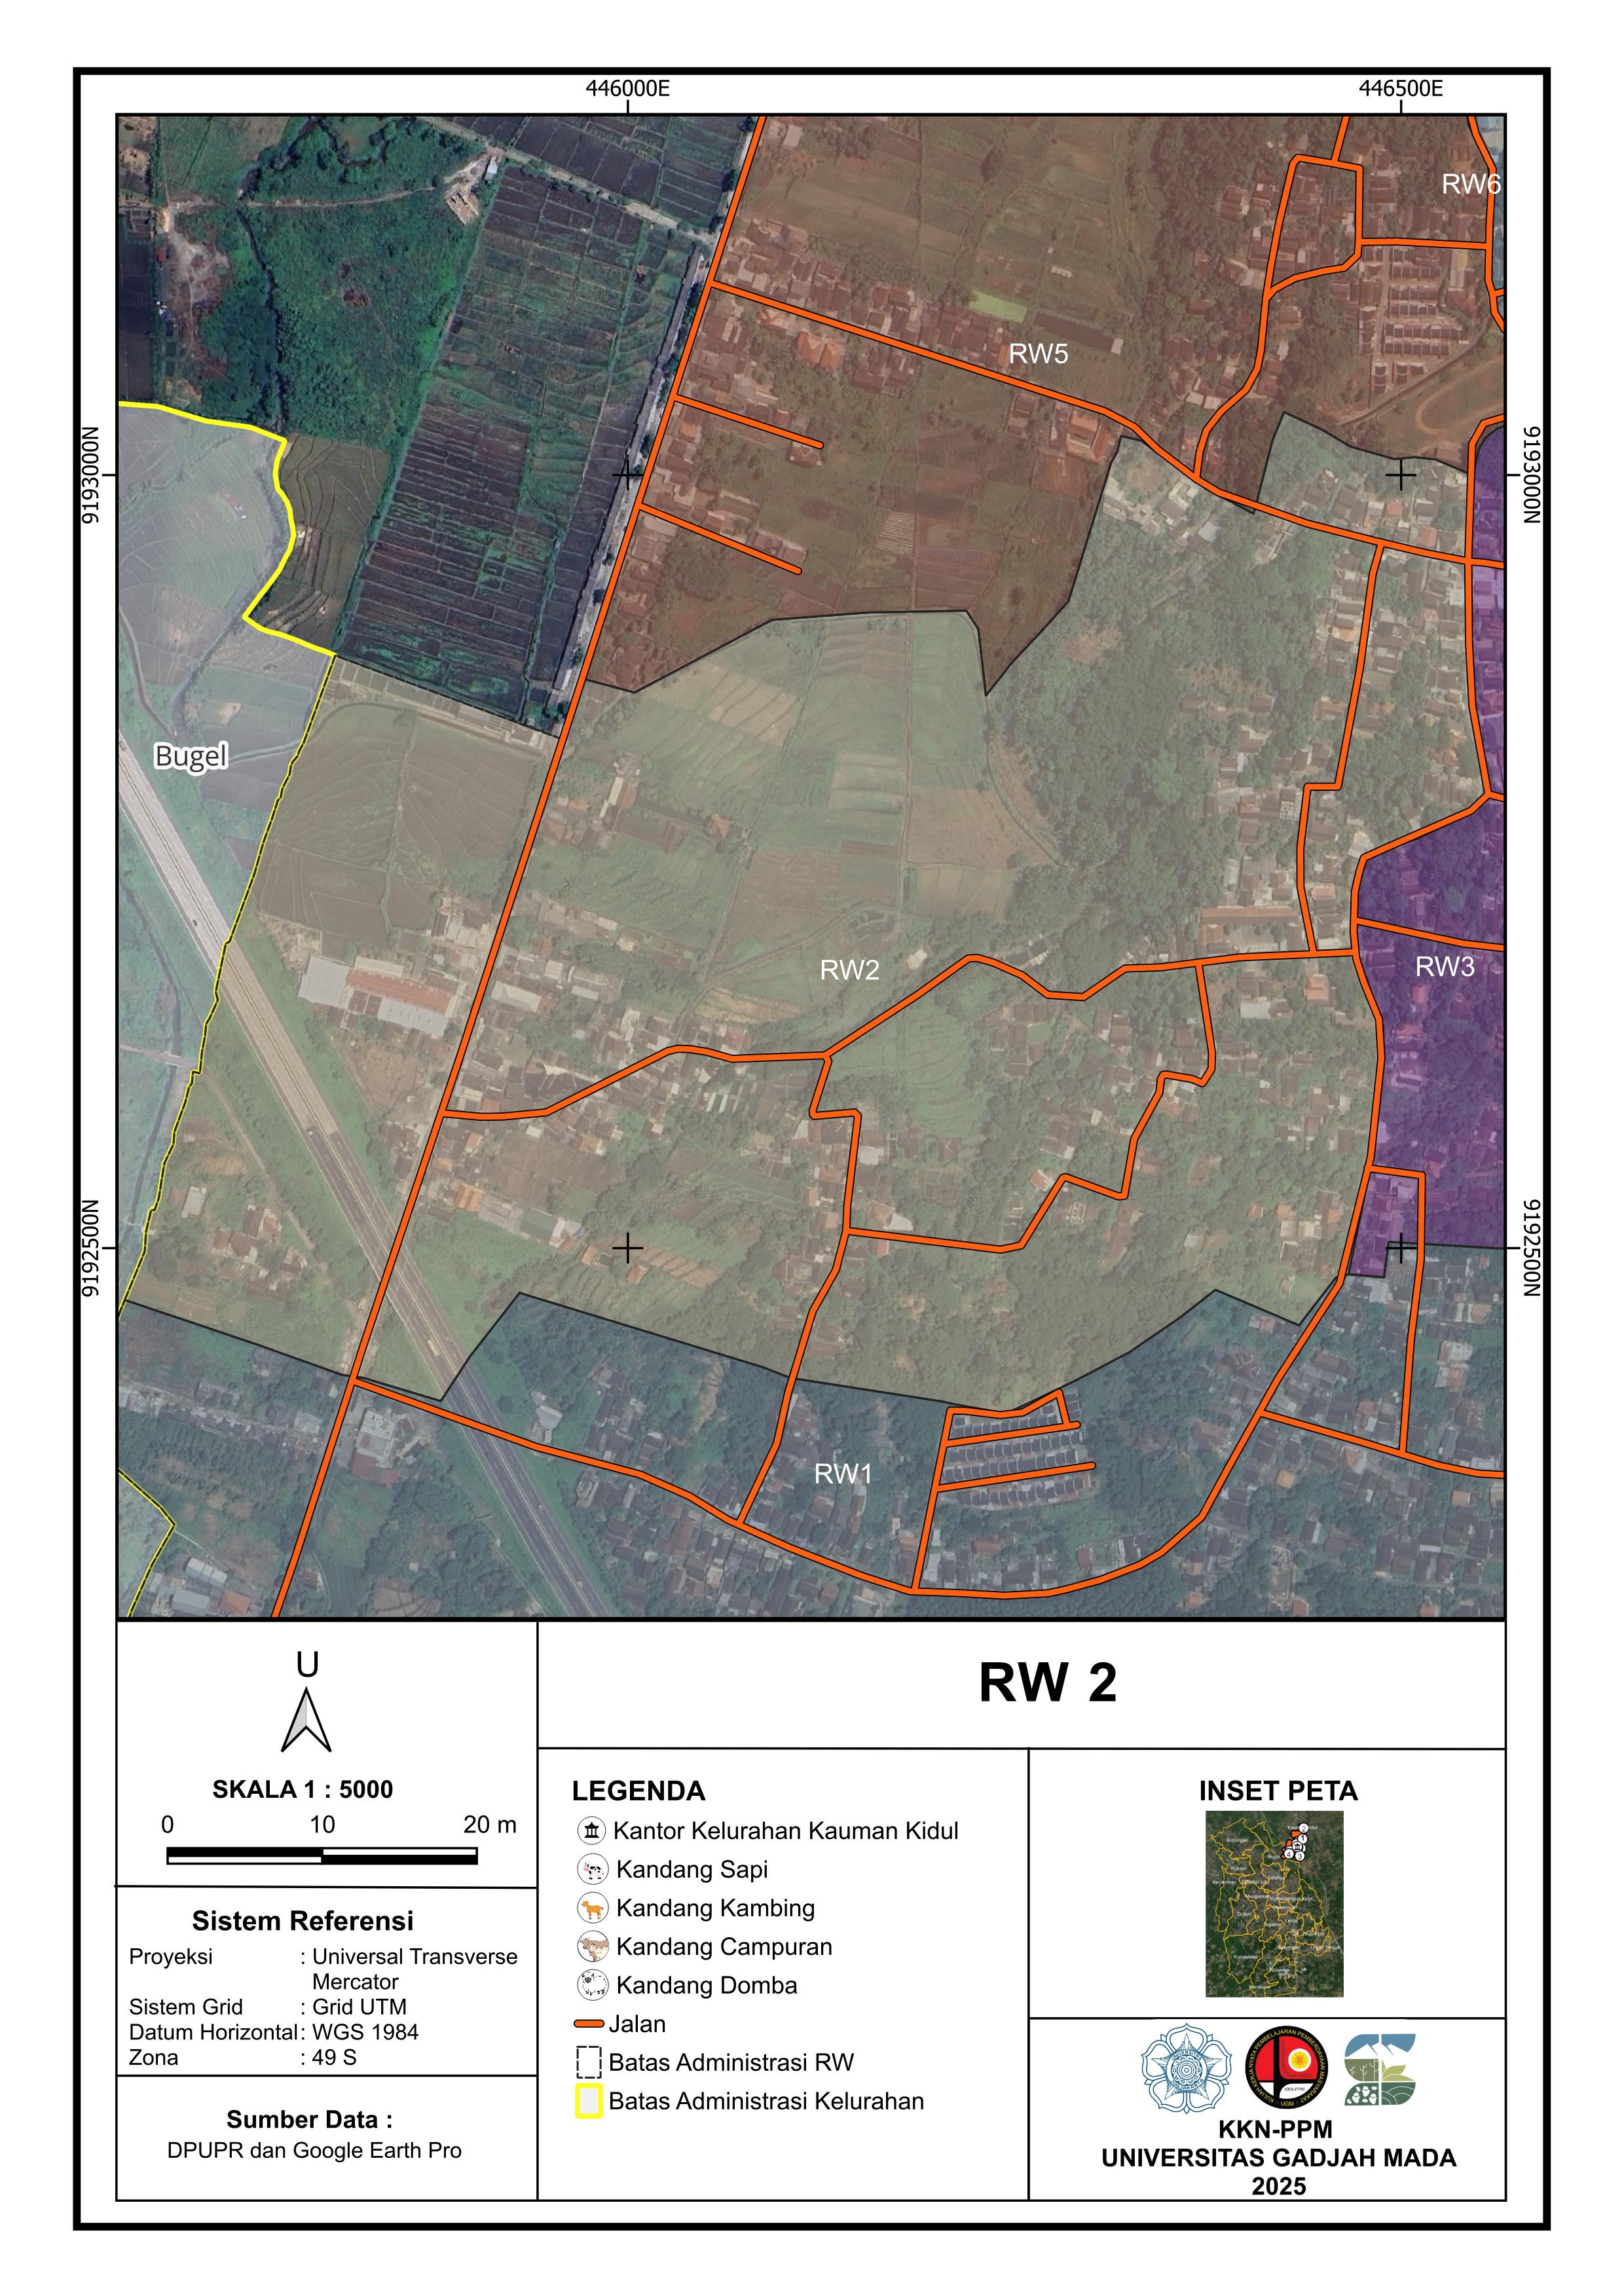 446000E
446500E
RW6
RW5
9193000N
9193000N
Bugel
RW2
RW3
9192500N
9192500N
RW1
U
SKALA 1 : 5000
0 10 20 m
Sistem Referensi
Proyeksi : Universal Transverse
Mercator
Sistem Grid : Grid UTM
Datum Horizontal : WGS 1984
Zona : 49 S
Sumber Data :
DPUPR dan Google Earth Pro
RW 2
LEGENDA
Kantor Kelurahan Kauman Kidul
Kandang Sapi
Kandang Kambing
Kandang Campuran
Kandang Domba
Jalan
Batas Administrasi RW
Batas Administrasi Kelurahan
INSET PETA
KKN-PPM
UNIVERSITAS GADJAH MADA
2025